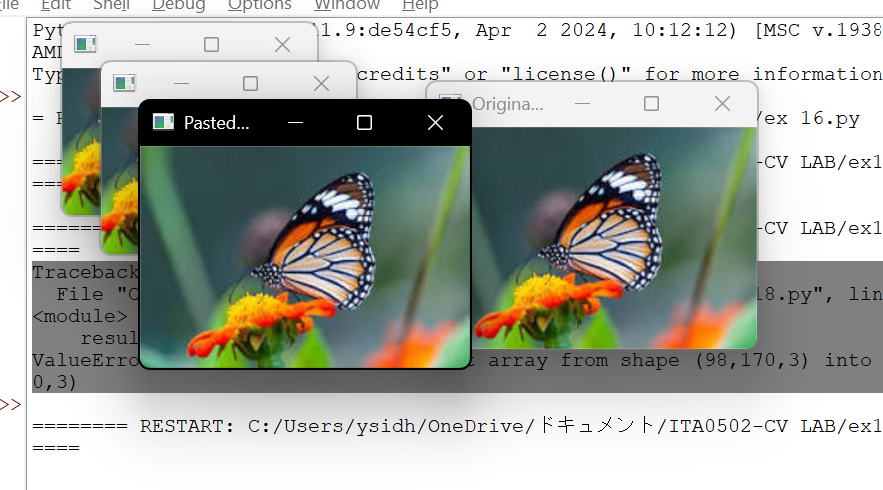 File Edit Shell Debug Options Window Help
11.9:de54cf5, Apr 2 2024, 10:12:12) [MSC v.1938
credits" or "license()" for more information
Pasted...
Origina...
>>
= /ex 16.py
-CV LAB/ex1
====
-CV LAB/ex1
====
Traceback
File "C 18.py", lin
<module>
resul
ValueErro t array from shape (98,170,3) into
0,3)
>>
======== RESTART: C:/Users/ysidh/OneDrive/ドキュメント/ITA0502-CV LAB/ex1
====